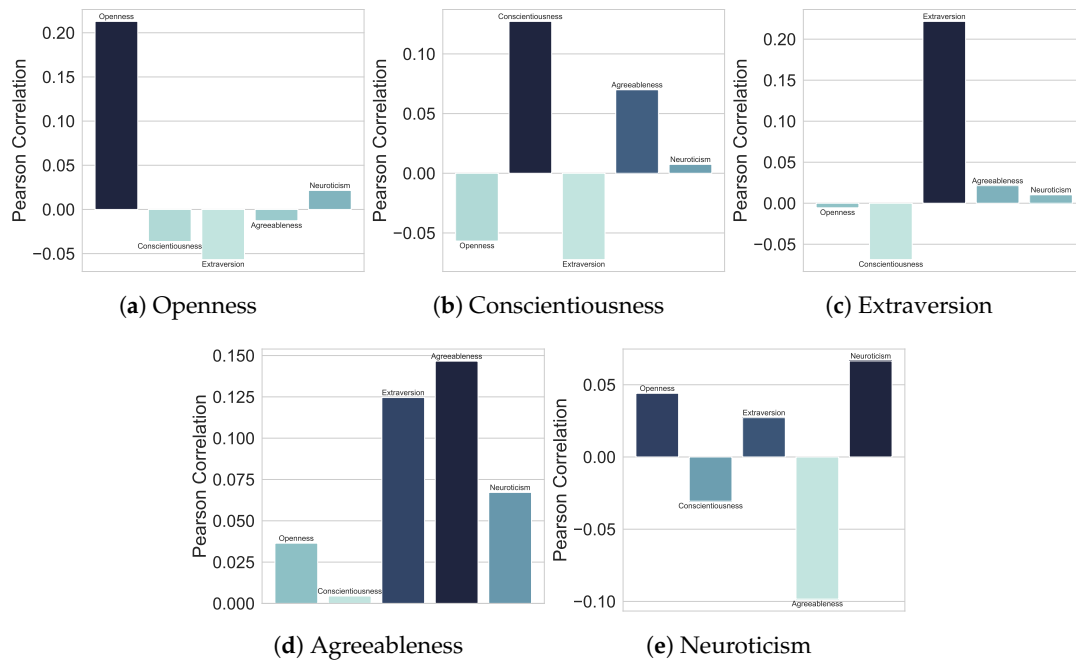 Pearson Correlation
0.20
0.15
0.10
0.05
0.00
−0.05
Openness
Conscientiousness
Extraversion
Agreeableness
Neuroticism
(a) Openness
Pearson Correlation
0.10
0.05
0.00
−0.05
Openness
Conscientiousness
Extraversion
Agreeableness
Neuroticism
(b) Conscientiousness
Pearson Correlation
0.20
0.15
0.10
0.05
0.00
−0.05
Openness
Conscientiousness
Extraversion
Agreeableness
Neuroticism
(c) Extraversion
Pearson Correlation
0.150
0.125
0.100
0.075
0.050
0.025
0.000
Openness
Conscientiousness
Extraversion
Agreeableness
Neuroticism
(d) Agreeableness
Pearson Correlation
0.05
0.00
−0.05
−0.10
Openness
Conscientiousness
Extraversion
Agreeableness
Neuroticism
(e) Neuroticism